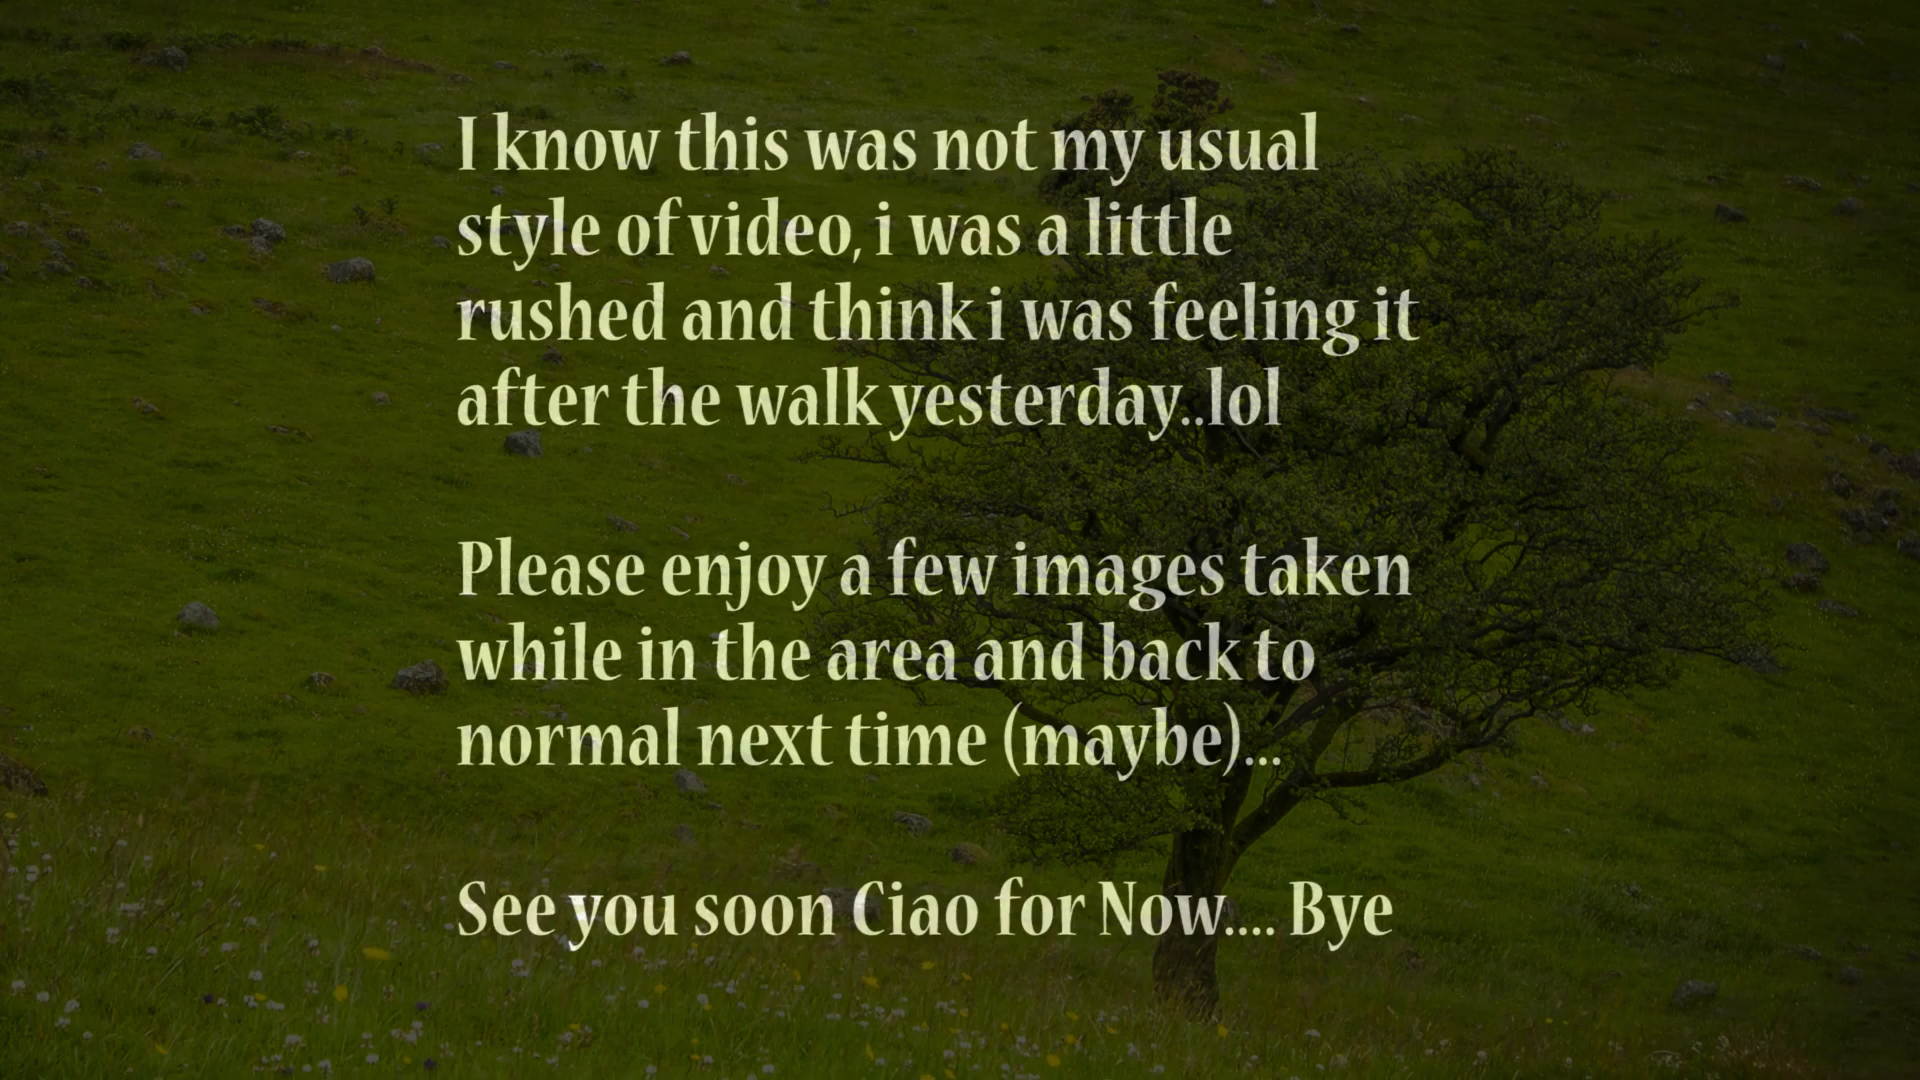 I know this was not my usual
style of video, i was a little
rushed and think i was feeling it
after the walk yesterday..lol
Please enjoy a few images taken
while in the area and back to
normal next time (maybe)...
See you soon Ciao for Now.... Bye